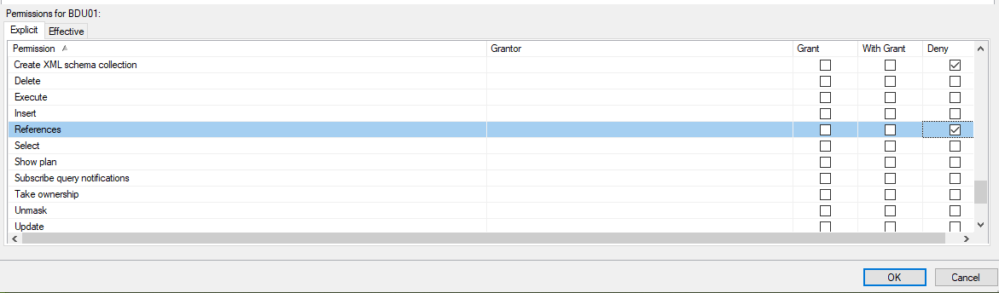 Permissions for BDU01:
Explicit Effective
Permission Grantor Grant With Grant Deny
Create XML schema collection
Delete
Execute
Insert
References
Select
Show plan
Subscribe query notifications
Take ownership
Unmask
Update
OK Cancel